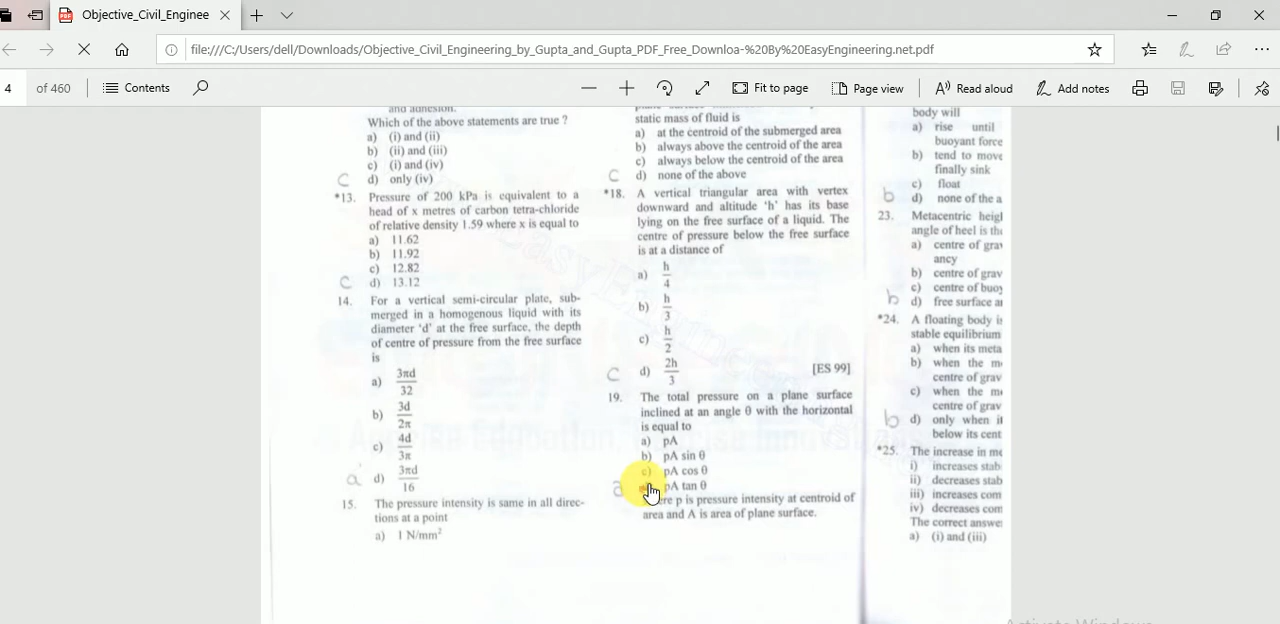 Objective_Civil_Enginee
file:///C:/Users/dell/Downloads/Objective_Civil_Engineering_by_Gupta_and_Gupta_PDF_Free_Downloa-%20By%20EasyEngineering.net.pdf
4 of 460 Contents Fit to page Page view Read aloud Add notes
and adhesion.
Which of the above statements are true ?
a) (i) and (ii)
b) (ii) and (iii)
c) (i) and (iv)
C d) only (iv)
*13. Pressure of 200 kPa is equivalent to a
head of x metres of carbon tetra-chloride
of relative density 1.59 where x is equal to
a) 11.62
b) 11.92
c) 12.82
C d) 13.12
14. For a vertical semi-circular plate, sub-
merged in a homogenous liquid with its
diameter 'd' at the free surface, the depth
of centre of pressure from the free surface
is
a) 3πd
32
b) 3d
2π
c) 4d
3π
a d) 3πd
16
15. The pressure intensity is same in all direc-
tions at a point
a) 1 N/mm²
static mass of fluid is
a) at the centroid of the submerged area
b) always above the centroid of the area
c) always below the centroid of the area
C d) none of the above
*18. A vertical triangular area with vertex
downward and altitude 'h' has its base
lying on the free surface of a liquid. The
centre of pressure below the free surface
is at a distance of
a) h
4
b) h
3
c) h
2
C d) 2h
3
[ES 99]
19. The total pressure on a plane surface
inclined at an angle θ with the horizontal
is equal to
a) pA
b) pA sin θ
c) pA cos θ
a pA tan θ
p is pressure intensity at centroid of
area and A is area of plane surface.
body will
a) rise until
buoyant force
b) tend to move
finally sink
c) float
b d) none of the a
23. Metacentric heigl
angle of heel is the
a) centre of grav
ancy
b) centre of grav
c) centre of buoy
b d) free surface an
*24. A floating body is
stable equilibrium
a) when its meta
b) when the me
centre of grav
c) when the me
centre of grav
b d) only when it
below its cent
*25. The increase in me
i) increases stab
ii) decreases stab
iii) increases com
iv) decreases com
The correct answer
a) (i) and (iii)